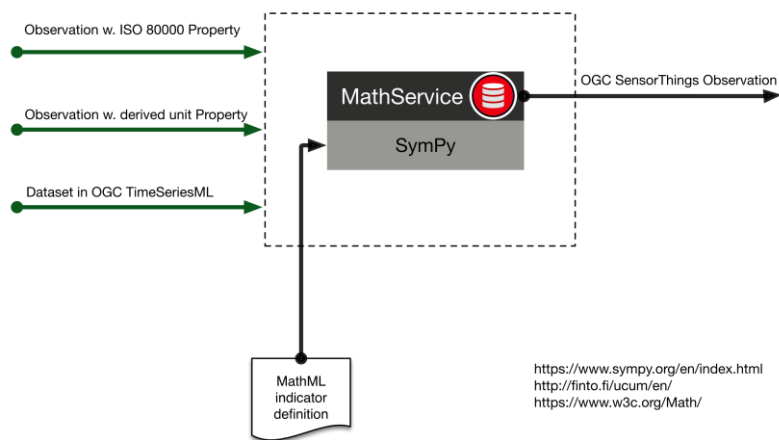 Observation w. ISO 80000 Property
Observation w. derived unit Property
Dataset in OGC TimeSeriesML
MathService
SymPy
OGC SensorThings Observation
MathML
indicator
definition
https://www.sympy.org/en/index.html
http://finto.fi/ucum/en/
https://www.w3c.org/Math/